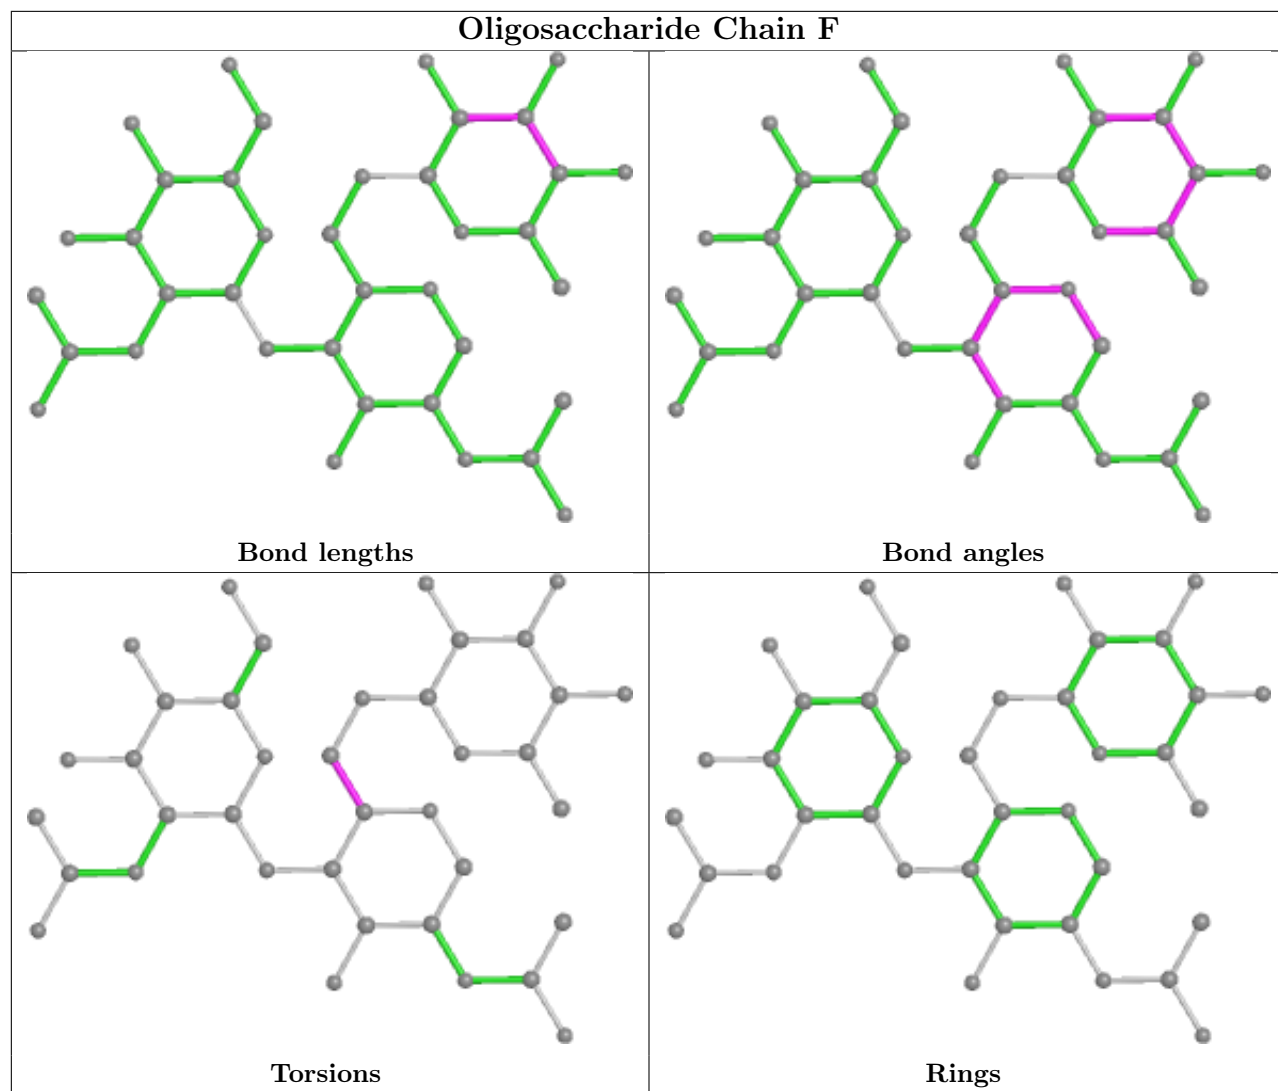 Oligosaccharide Chain F
Bond lengths
Bond angles
Torsions
Rings